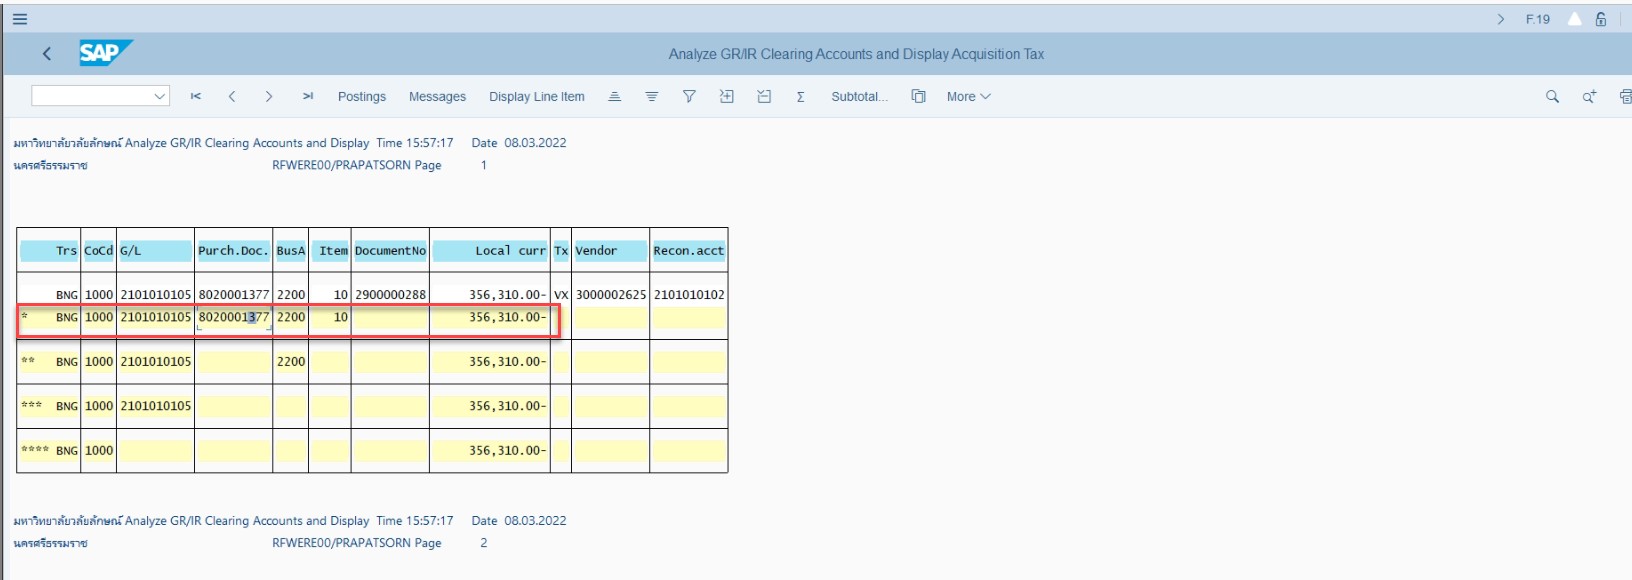 F.19
SAP
Analyze GR/IR Clearing Accounts and Display Acquisition Tax
Postings Messages Display Line Item Subtotal... More
มหาวิทยาลัยวลัยลักษณ์ Analyze GR/IR Clearing Accounts and Display Time 15:57:17 Date 08.03.2022
นครศรีธรรมราช RFWERE00/PRAPATSORN Page 1
Trs CoCd G/L Purch.Doc. BusA Item DocumentNo Local curr Tx Vendor Recon.acct
BNG 1000 2101010105 8020001377 2200 10 2900000288 356,310.00- VX 3000002625 2101010102
* BNG 1000 2101010105 8020001377 2200 10 356,310.00-
** BNG 1000 2101010105 2200 356,310.00-
*** BNG 1000 2101010105 356,310.00-
**** BNG 1000 356,310.00-
มหาวิทยาลัยวลัยลักษณ์ Analyze GR/IR Clearing Accounts and Display Time 15:57:17 Date 08.03.2022
นครศรีธรรมราช RFWERE00/PRAPATSORN Page 2